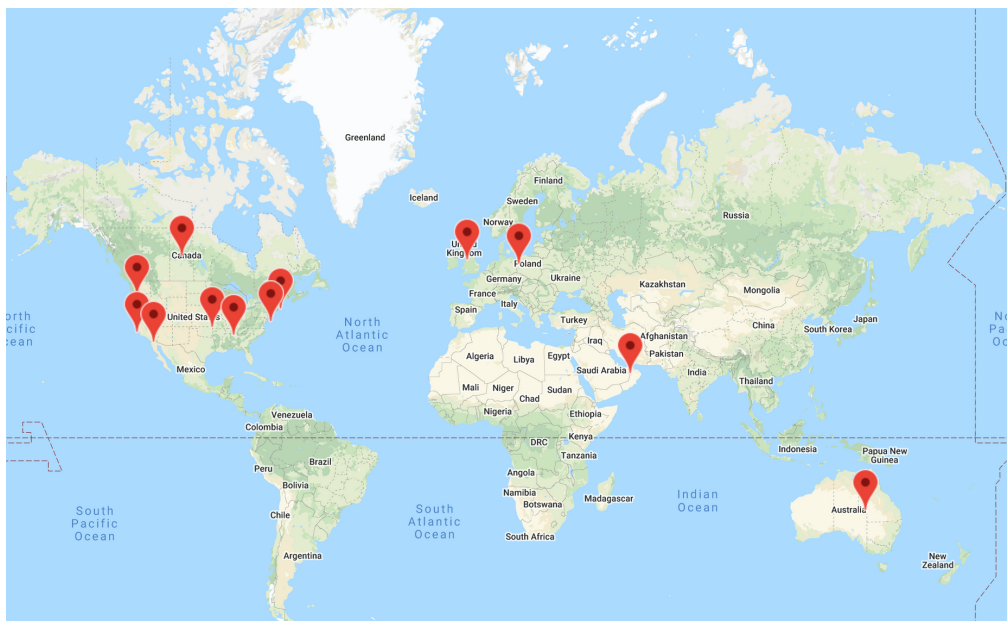 Greenland
Iceland
Finland
Sweden
Norway
Russia
Canada
United
Kingdom
Poland
Germany
Ukraine
France
Kazakhstan
Mongolia
Italy
Spain
North
Atlantic
Ocean
United States
Turkey
Japan
South Korea
China
Iraq
Afghanistan
Pakistan
Algeria
Libya
Egypt
Saudi Arabia
India
Mexico
Mali
Niger
Sudan
Thailand
Chad
Nigeria
Ethiopia
Venezuela
Colombia
DRC
Kenya
Tanzania
Indonesia
Papua New
Guinea
Peru
Brazil
Angola
Bolivia
Namibia
Botswana
Madagascar
Indian
Ocean
Australia
South
Pacific
Ocean
Chile
South
Atlantic
Ocean
South Africa
Argentina
New
Zealand